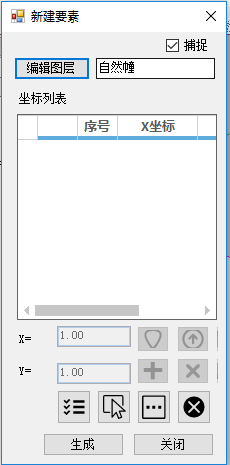 新建要素
捕捉
编辑图层 自然幢
坐标列表
序号 X坐标
X= 1.00
Y= 1.00
生成 关闭